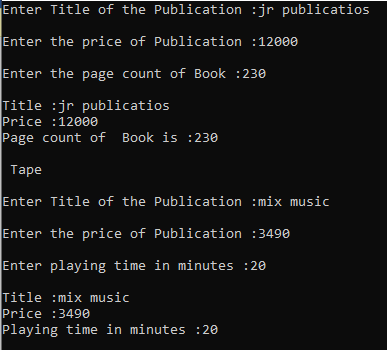 Enter Title of the Publication :jr publicatios
Enter the price of Publication :12000
Enter the page count of Book :230
Title :jr publicatios
Price :12000
Page count of  Book is :230
Tape
Enter Title of the Publication :mix music
Enter the price of Publication :3490
Enter playing time in minutes :20
Title :mix music
Price :3490
Playing time in minutes :20